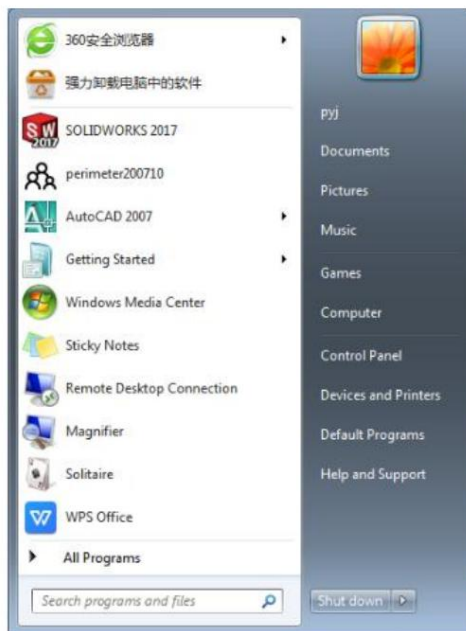 360安全浏览器
强力卸载电脑中的软件
SW
2017
SOLIDWORKS 2017
perimeter200710
AutoCAD 2007
Getting Started
Windows Media Center
Sticky Notes
Remote Desktop Connection
Magnifier
Solitaire
W
WPS Office
All Programs
Search programs and files
pyj
Documents
Pictures
Music
Games
Computer
Control Panel
Devices and Printers
Default Programs
Help and Support
Shut down